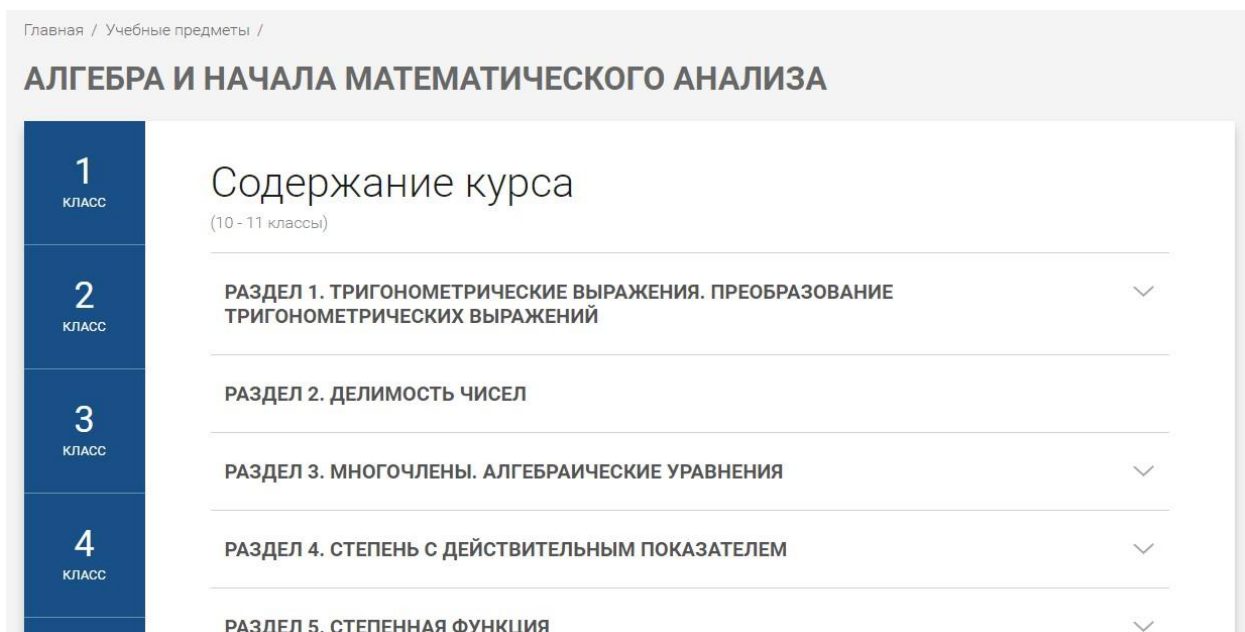 Главная / Учебные предметы /
АЛГЕБРА И НАЧАЛА МАТЕМАТИЧЕСКОГО АНАЛИЗА
1
КЛАСС
2
КЛАСС
3
КЛАСС
4
КЛАСС
Содержание курса
(10 - 11 классы)
РАЗДЕЛ 1. ТРИГОНОМЕТРИЧЕСКИЕ ВЫРАЖЕНИЯ. ПРЕОБРАЗОВАНИЕ
ТРИГОНОМЕТРИЧЕСКИХ ВЫРАЖЕНИЙ
РАЗДЕЛ 2. ДЕЛИМОСТЬ ЧИСЕЛ
РАЗДЕЛ 3. МНОГОЧЛЕНЫ. АЛГЕБРАИЧЕСКИЕ УРАВНЕНИЯ
РАЗДЕЛ 4. СТЕПЕНЬ С ДЕЙСТВИТЕЛЬНЫМ ПОКАЗАТЕЛЕМ
РАЗДЕЛ 5. СТЕПЕННАЯ ФУНКЦИЯ